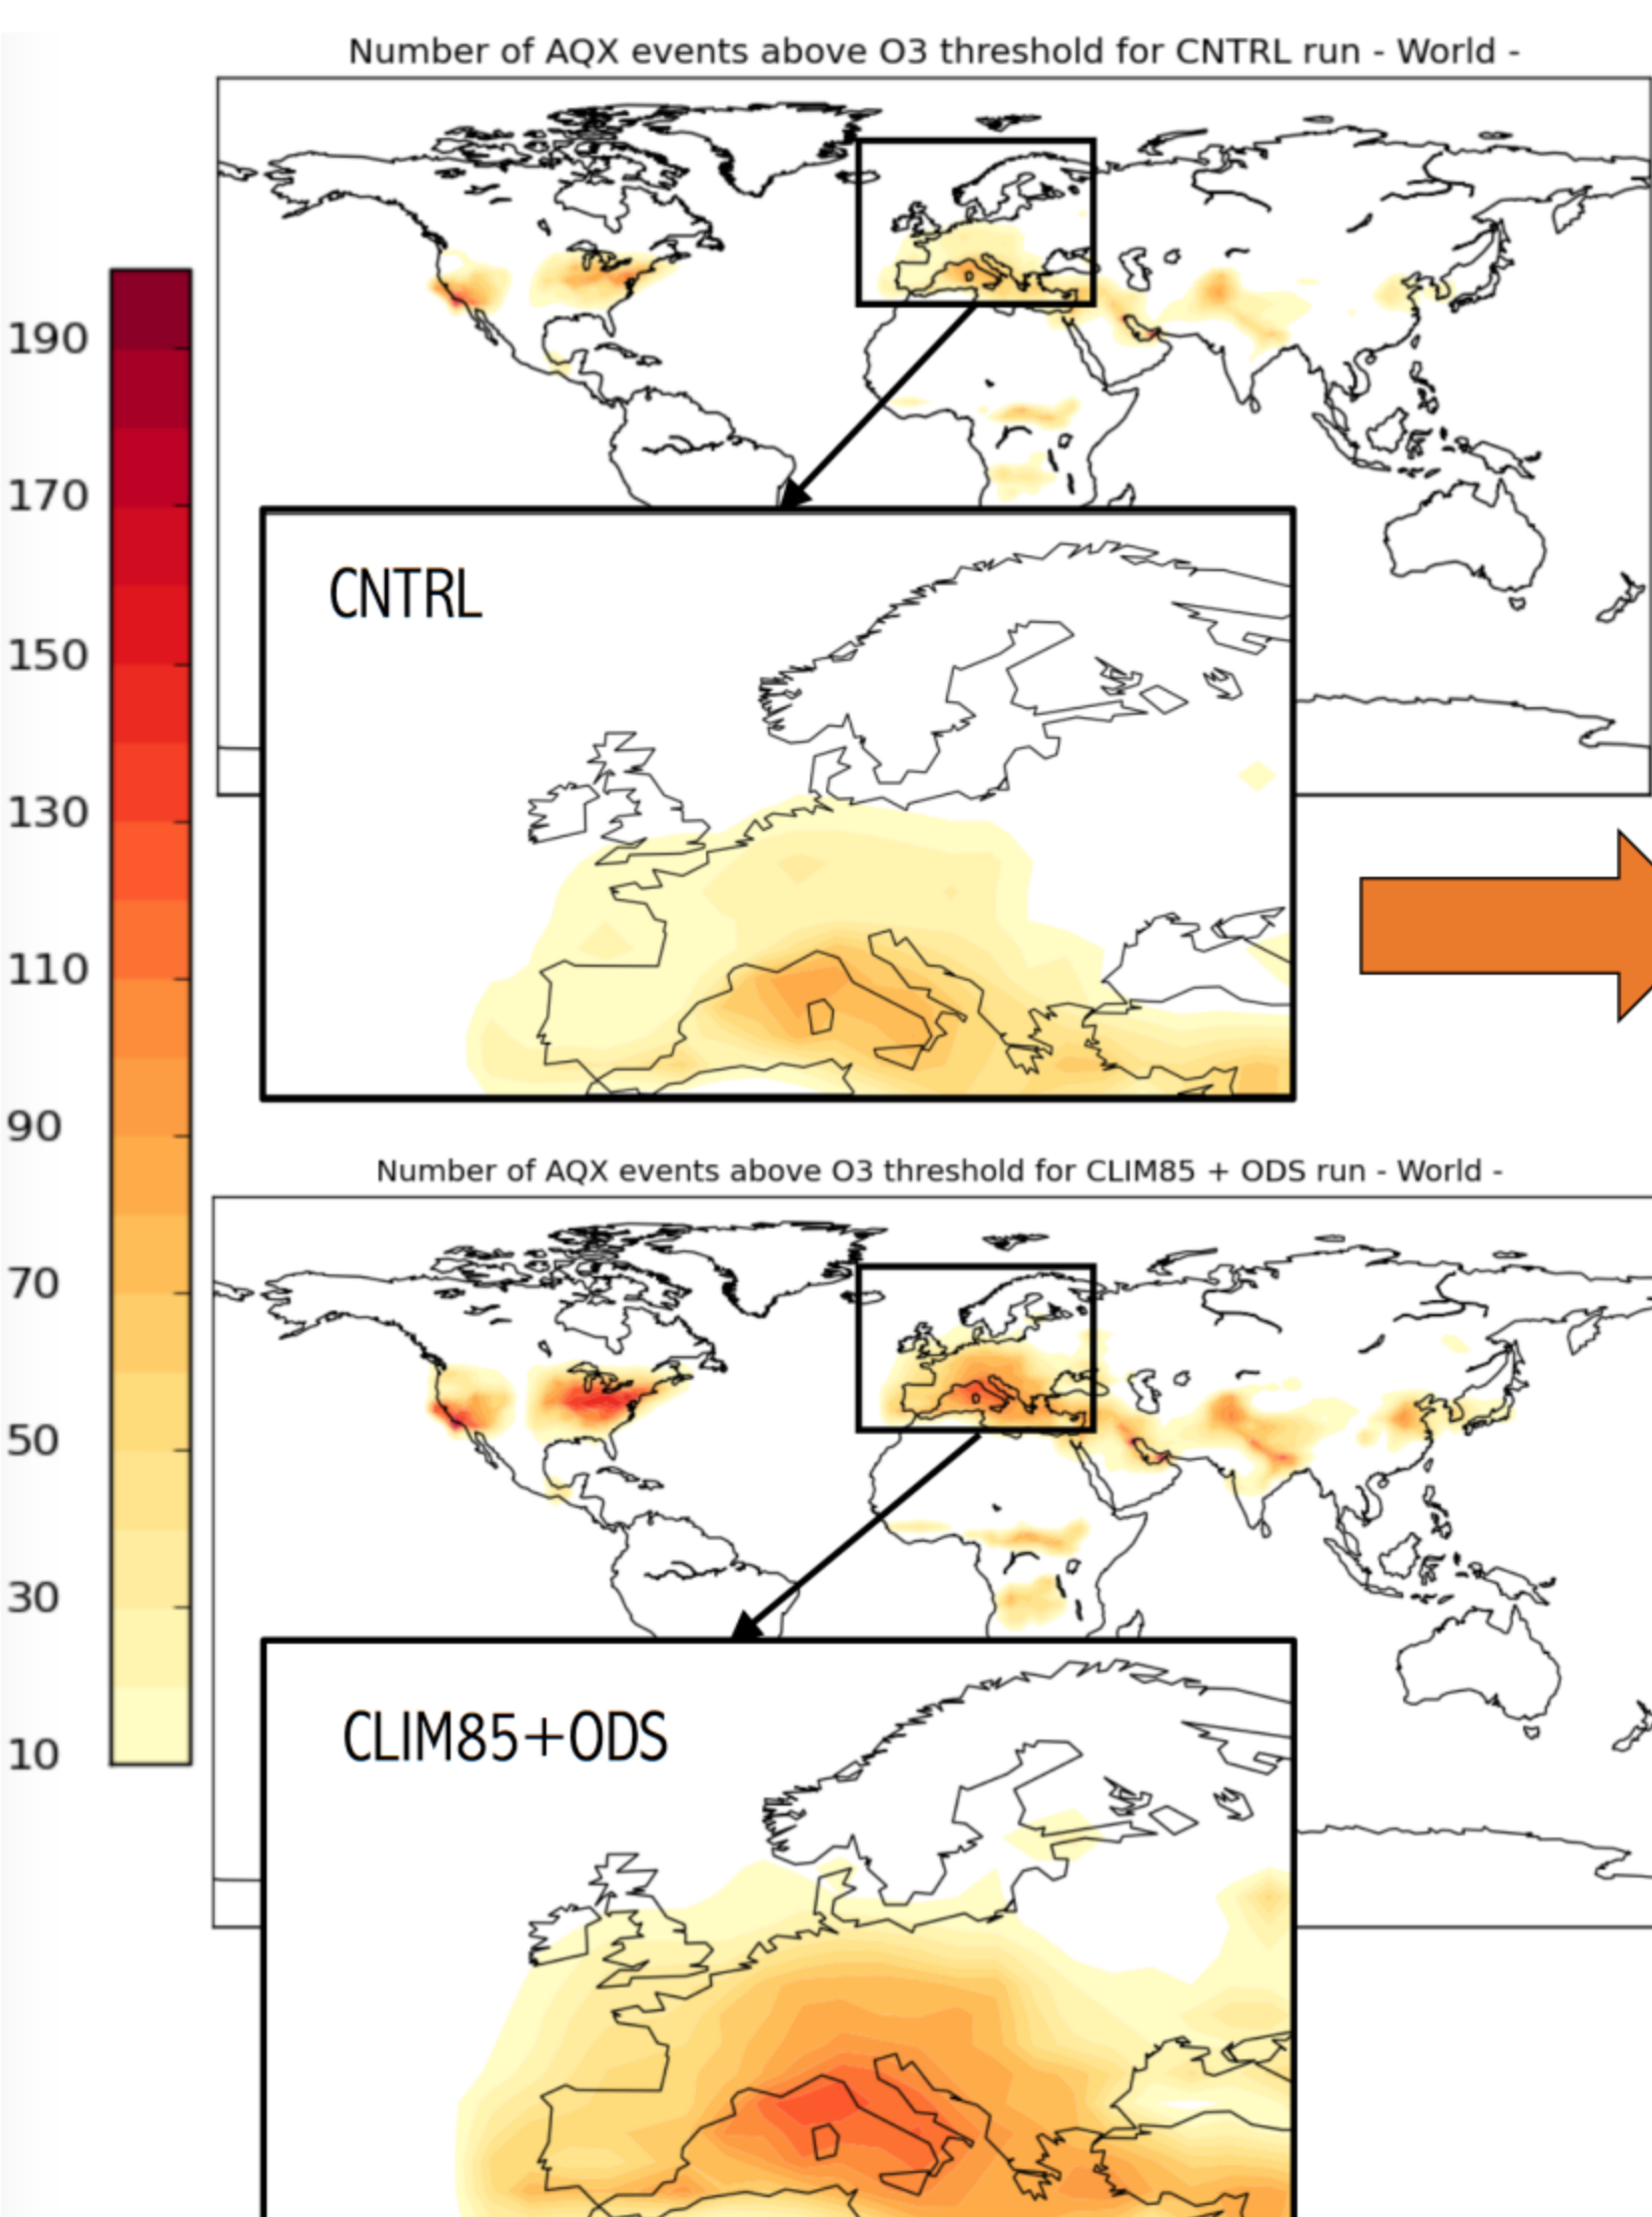 Number of AQX events above O3 threshold for CNTRL run - World -
190
170
150
130
110
90
70
50
30
10
CNTRL
Number of AQX events above O3 threshold for CLIM85 + ODS run - World -
CLIM85+ODS